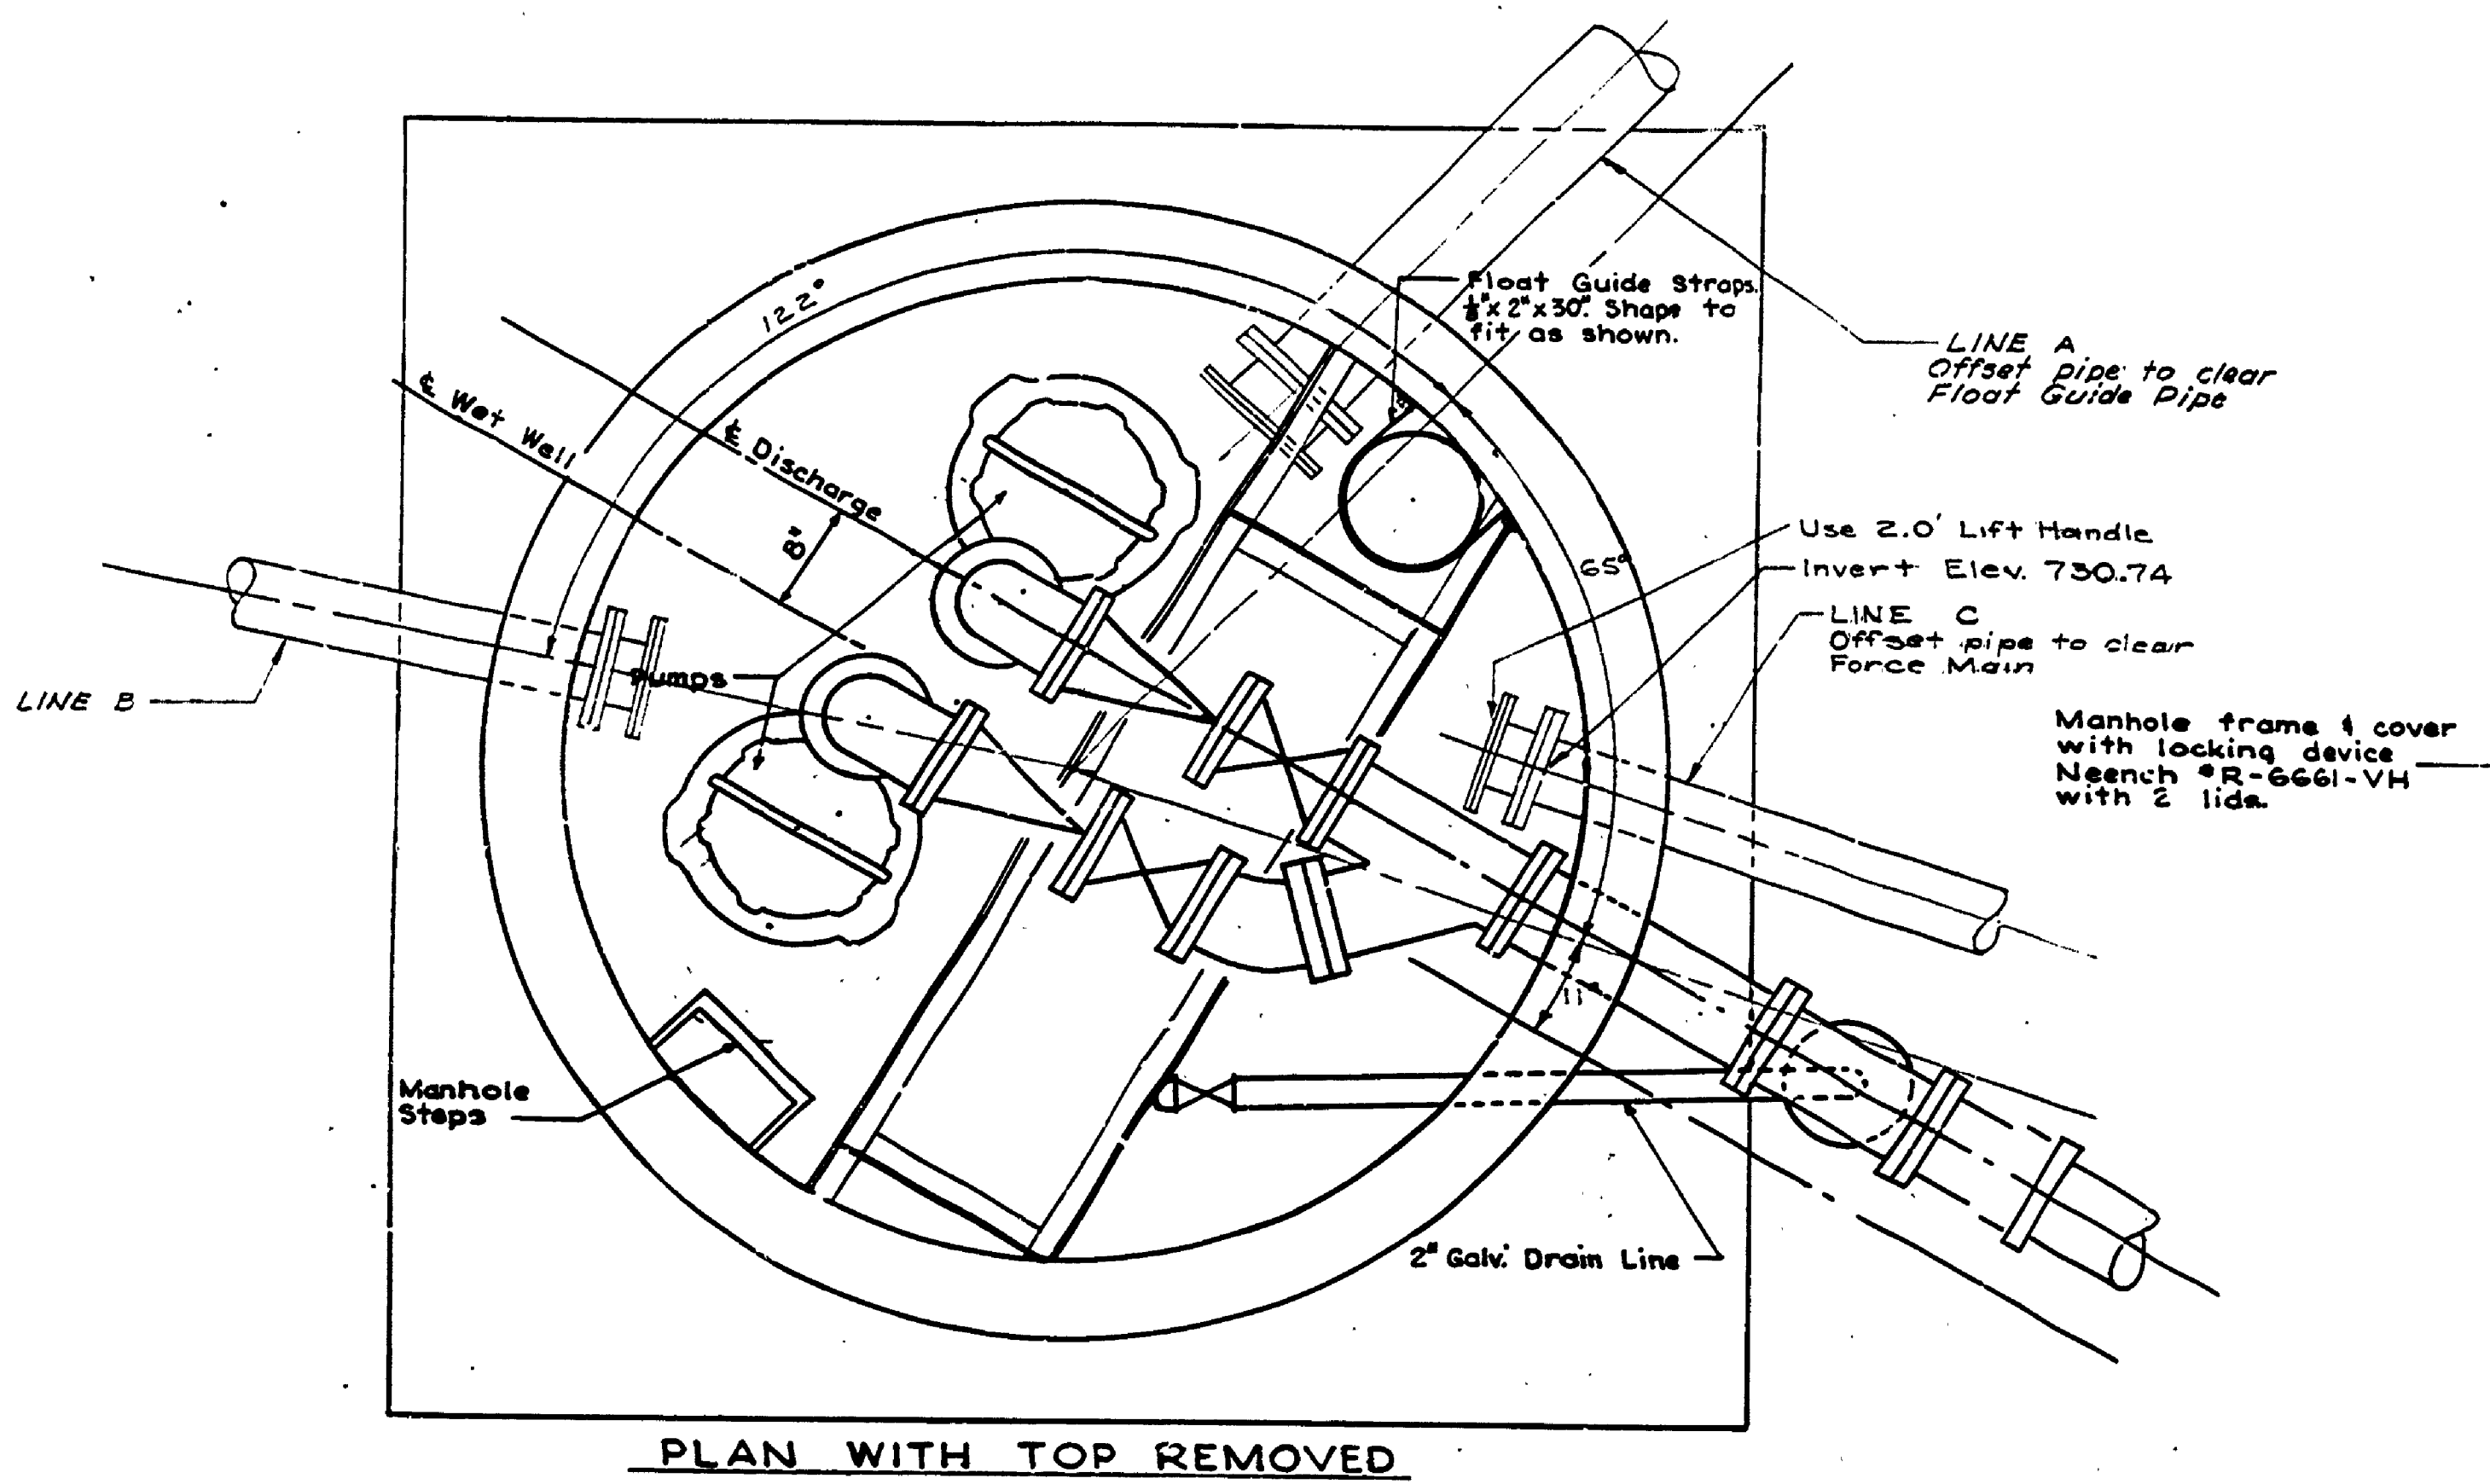 122°
Float Guide Straps.
⅛"x 2"x 30". Shape to
fit as shown.
LINE A
Offset pipe to clear
Float Guide Pipe
℄ Wet Well
℄ Discharge
8"
65°
Use 2.0' Lift Handle
Invert Elev. 730.74
LINE C
Offset pipe to clear
Force Main
LINE B
Pumps
Manhole frame & cover
with locking device
Neench #R-6661-VH
with 2 lids.
11"
Manhole
Steps
2" Galv. Drain Line
PLAN WITH TOP REMOVED